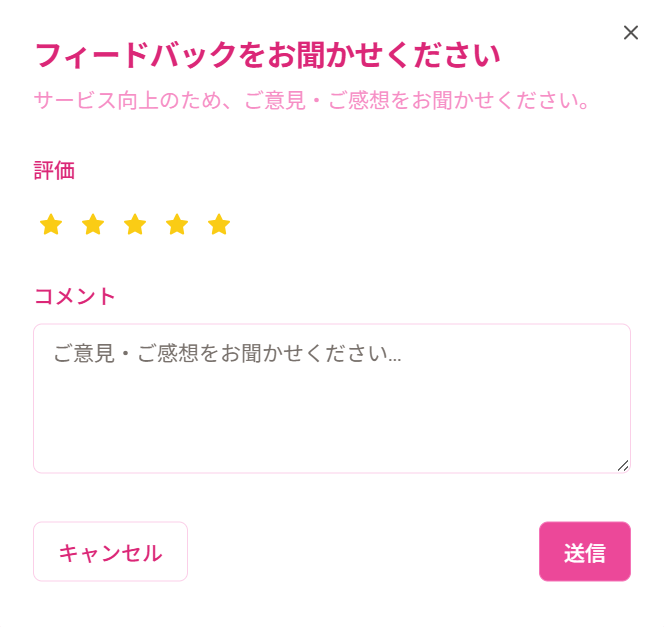 フィードバックをお聞かせください
サービス向上のため、ご意見・ご感想をお聞かせください。
評価
コメント
ご意見・ご感想をお聞かせください...
キャンセル
送信